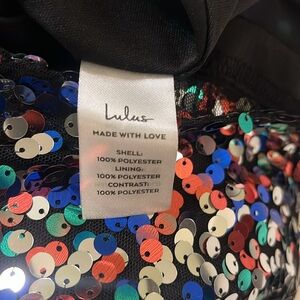 Lulus
MADE WITH LOVE
SHELL:
100% POLYESTER
LINING:
100% POLYESTER
CONTRAST:
100% POLYESTER